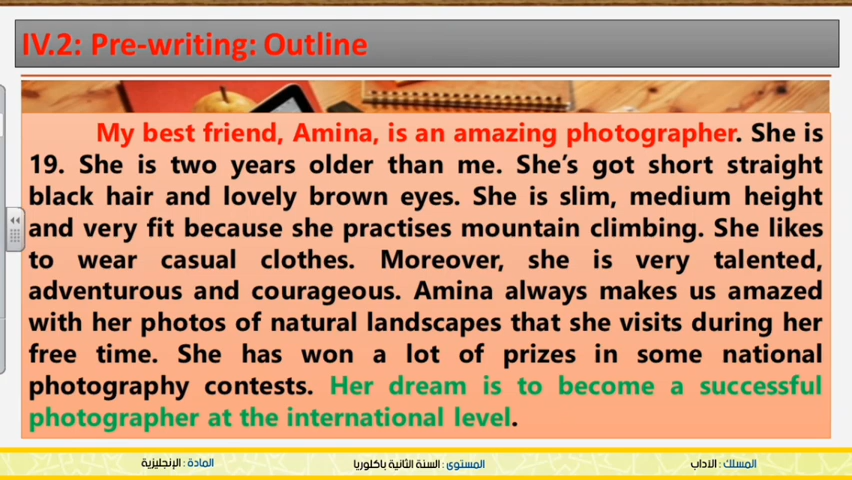 IV.2: Pre-writing: Outline
My best friend, Amina, is an amazing photographer. She is
19. She is two years older than me. She's got short straight
black hair and lovely brown eyes. She is slim, medium height
and very fit because she practises mountain climbing. She likes
to wear casual clothes. Moreover, she is very talented,
adventurous and courageous. Amina always makes us amazed
with her photos of natural landscapes that she visits during her
free time. She has won a lot of prizes in some national
photography contests. Her dream is to become a successful
photographer at the international level.
المسلك : الآداب
المستوى : السنة الثانية باكلوريا
المادة : الإنجليزية